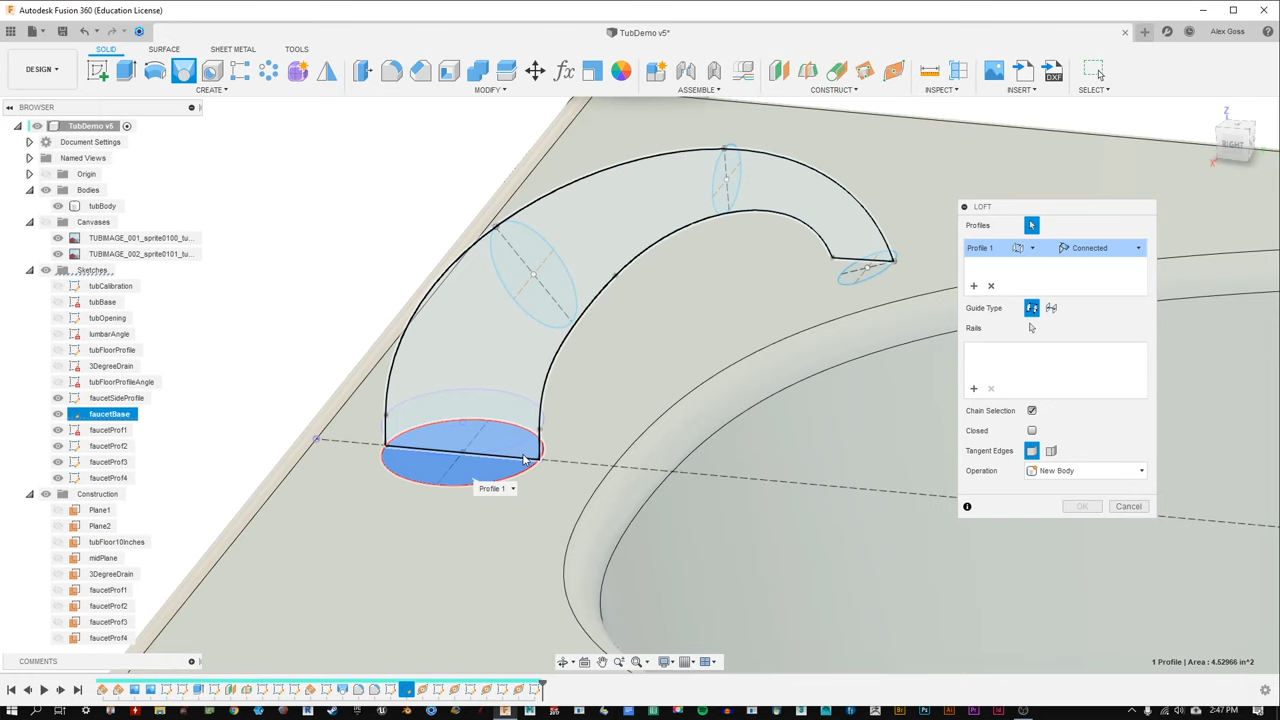 Autodesk Fusion 360 (Education License)
TubDemo v5*
Alex Goss
DESIGN
SOLID SURFACE SHEET METAL TOOLS
CREATE MODIFY ASSEMBLE CONSTRUCT INSPECT INSERT SELECT
DXF
BROWSER
TubDemo v5
Document Settings
Named Views
Origin
Bodies
tubBody
Canvases
TUBIMAGE_001_sprite0100_tu...
TUBIMAGE_002_sprite0101_tu...
Sketches
tubCalibration
tubBase
tubOpening
lumbarAngle
tubFloorProfile
3DegreeDrain
tubFloorProfileAngle
faucetSideProfile
faucetBase
faucetProf1
faucetProf2
faucetProf3
faucetProf4
Construction
Plane1
Plane2
tubFloor10Inches
midPlane
3DegreeDrain
faucetProf1
faucetProf2
faucetProf3
faucetProf4
COMMENTS
Z
RIGHT
X
Profile 1
LOFT
Profiles
Profile 1 Connected
Guide Type
Rails
Chain Selection
Closed
Tangent Edges
Operation New Body
OK Cancel
1 Profile | Area : 4.52966 in^2
2:47 PM